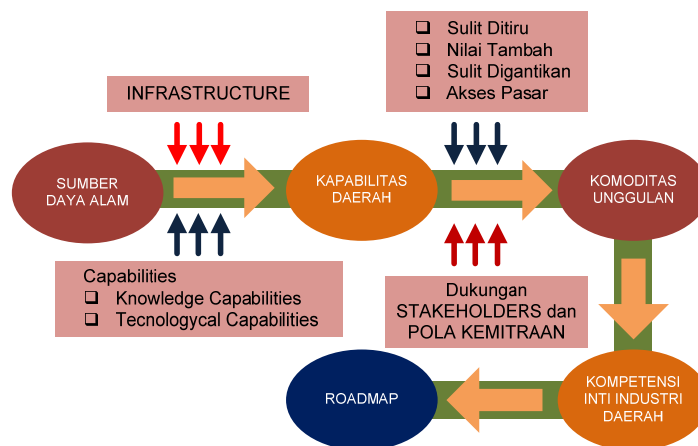 ❑ Sulit Ditiru
❑ Nilai Tambah
❑ Sulit Digantikan
❑ Akses Pasar
INFRASTRUCTURE
SUMBER
DAYA ALAM
KAPABILITAS
DAERAH
KOMODITAS
UNGGULAN
Capabilities
❑ Knowledge Capabilities
❑ Tecnologycal Capabilities
Dukungan
STAKEHOLDERS dan
POLA KEMITRAAN
ROADMAP
KOMPETENSI
INTI INDUSTRI
DAERAH